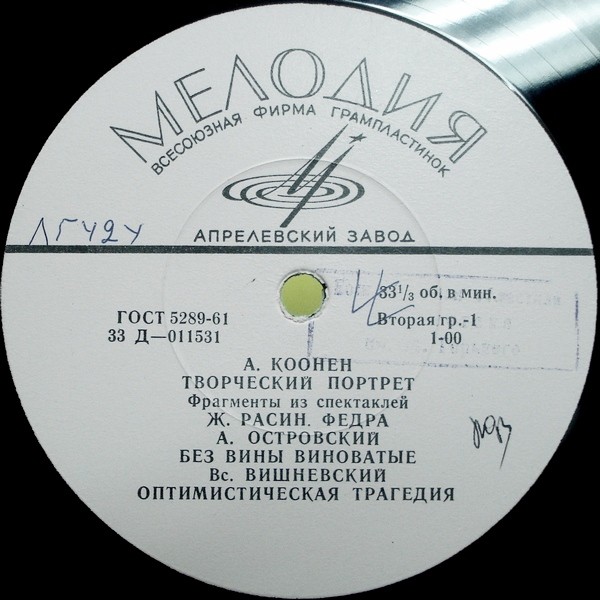 МЕЛОДИЯ
ВСЕСОЮЗНАЯ ФИРМА ГРАМПЛАСТИНОК
АПРЕЛЕВСКИЙ ЗАВОД
ГОСТ 5289-61
33 Д—011531
33⅓ об. в мин.
Вторая гр.-1
1-00
А. КООНЕН
ТВОРЧЕСКИЙ ПОРТРЕТ
Фрагменты из спектаклей
Ж. РАСИН. ФЕДРА
А. ОСТРОВСКИЙ
БЕЗ ВИНЫ ВИНОВАТЫЕ
Вс. ВИШНЕВСКИЙ
ОПТИМИСТИЧЕСКАЯ ТРАГЕДИЯ